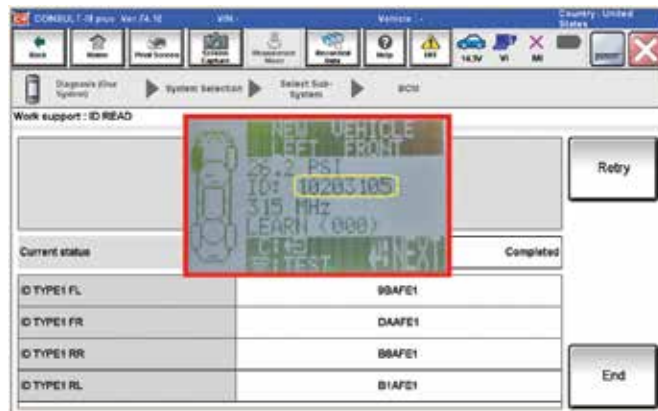 CONSULT-III plus Ver.74.10 VIN:- Vehicle : - Country : United States
Back Home Print Screen Screen Capture Measurement Mode Recorded Data Help ERT 14.3V VI MI
Diagnosis (One System) System Selection Select Sub-System BCM
Work support : ID READ
NEW VEHICLE
LEFT FRONT
26.2 PSI
ID: 10203105
315 MHz
LEARN (000)
TEST NEXT
Retry
Current status Completed
ID TYPE1 FL 9BAFE1
ID TYPE1 FR DAAFE1
ID TYPE1 RR B8AFE1
ID TYPE1 RL B1AFE1
End